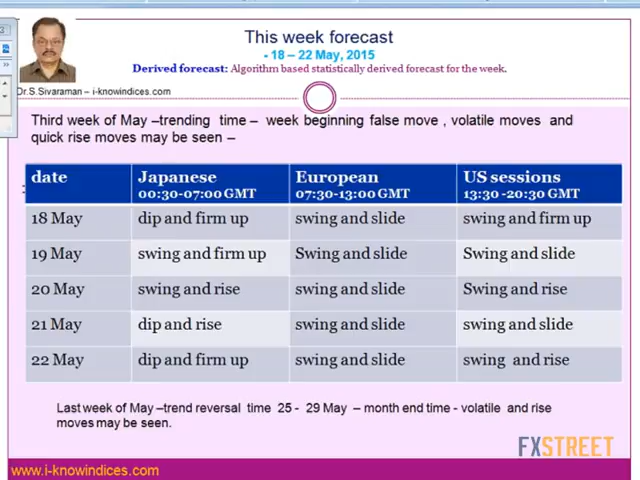 This week forecast
- 18 – 22 May, 2015
Derived forecast: Algorithm based statistically derived forecast for the week.
Dr.S.Sivaraman – i-knowindices.com
Third week of May –trending time – week beginning false move , volatile moves and
quick rise moves may be seen –
date Japanese European US sessions
00:30-07:00 GMT 07:30-13:00 GMT 13:30 -20:30 GMT
18 May dip and firm up swing and slide swing and firm up
19 May swing and firm up Swing and slide Swing and slide
20 May swing and rise swing and slide Swing and rise
21 May dip and rise swing and slide swing and slide
22 May dip and firm up swing and slide swing and rise
Last week of May –trend reversal time 25 - 29 May – month end time - volatile and rise
moves may be seen.
FXSTREET
www.i-knowindices.com